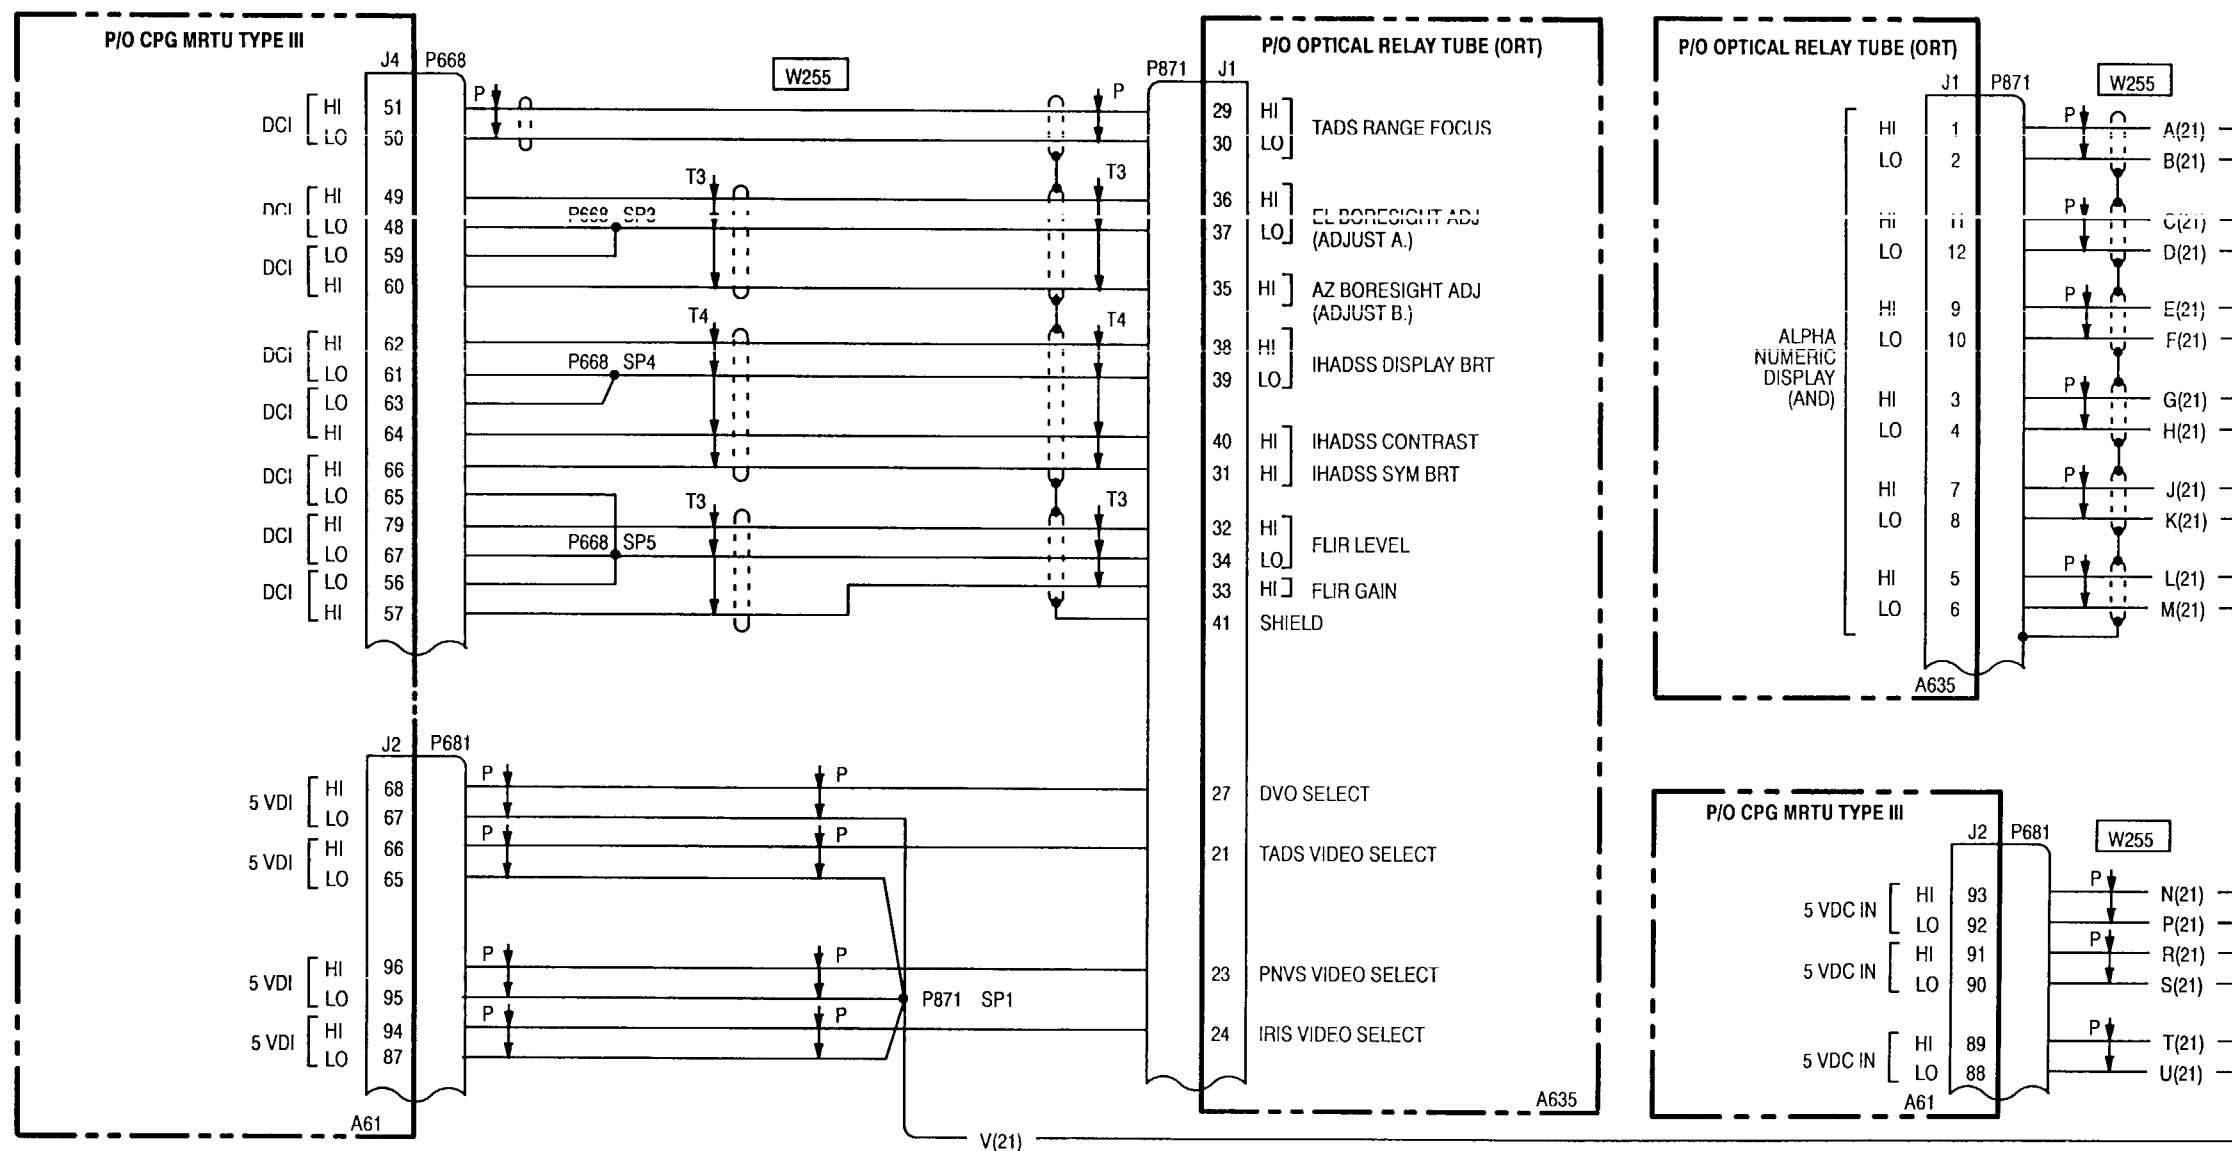 P/O CPG MRTU TYPE III
J4 P668
W255
P871 J1
P/O OPTICAL RELAY TUBE (ORT)
P P
DCI HI 51 29 HI TADS RANGE FOCUS
LO 50 30 LO
T3 T3
DCI HI 49 36 HI EL BORESIGHT ADJ
LO 48 P668 SP3 37 LO (ADJUST A.)
DCI LO 59
HI 60 35 HI AZ BORESIGHT ADJ
(ADJUST B.)
T4 T4
DCI HI 62 38 HI IHADSS DISPLAY BRT
LO 61 P668 SP4 39 LO
DCI LO 63
HI 64 40 HI IHADSS CONTRAST
DCI HI 66 31 HI IHADSS SYM BRT
LO 65
T3 T3
DCI HI 79 32 HI FLIR LEVEL
LO 67 P668 SP5 34 LO
DCI LO 56 33 HI FLIR GAIN
HI 57 41 SHIELD
J2 P681
P P
5 VDI HI 68 27 DVO SELECT
LO 67
P P
5 VDI HI 66 21 TADS VIDEO SELECT
LO 65
P P
5 VDI HI 96 23 PNVS VIDEO SELECT
LO 95 P871 SP1
P P
5 VDI HI 94 24 IRIS VIDEO SELECT
LO 87
A61
A635
V(21)
P/O OPTICAL RELAY TUBE (ORT)
J1 P871
W255
ALPHA
NUMERIC
DISPLAY
(AND)
HI 1 P A(21)
LO 2 B(21)
HI 11 P C(21)
LO 12 D(21)
HI 9 P E(21)
LO 10 F(21)
HI 3 P G(21)
LO 4 H(21)
HI 7 P J(21)
LO 8 K(21)
HI 5 P L(21)
LO 6 M(21)
A635
P/O CPG MRTU TYPE III
J2 P681
W255
5 VDC IN HI 93 P N(21)
LO 92 P(21)
5 VDC IN HI 91 P R(21)
LO 90 S(21)
5 VDC IN HI 89 P T(21)
LO 88 U(21)
A61